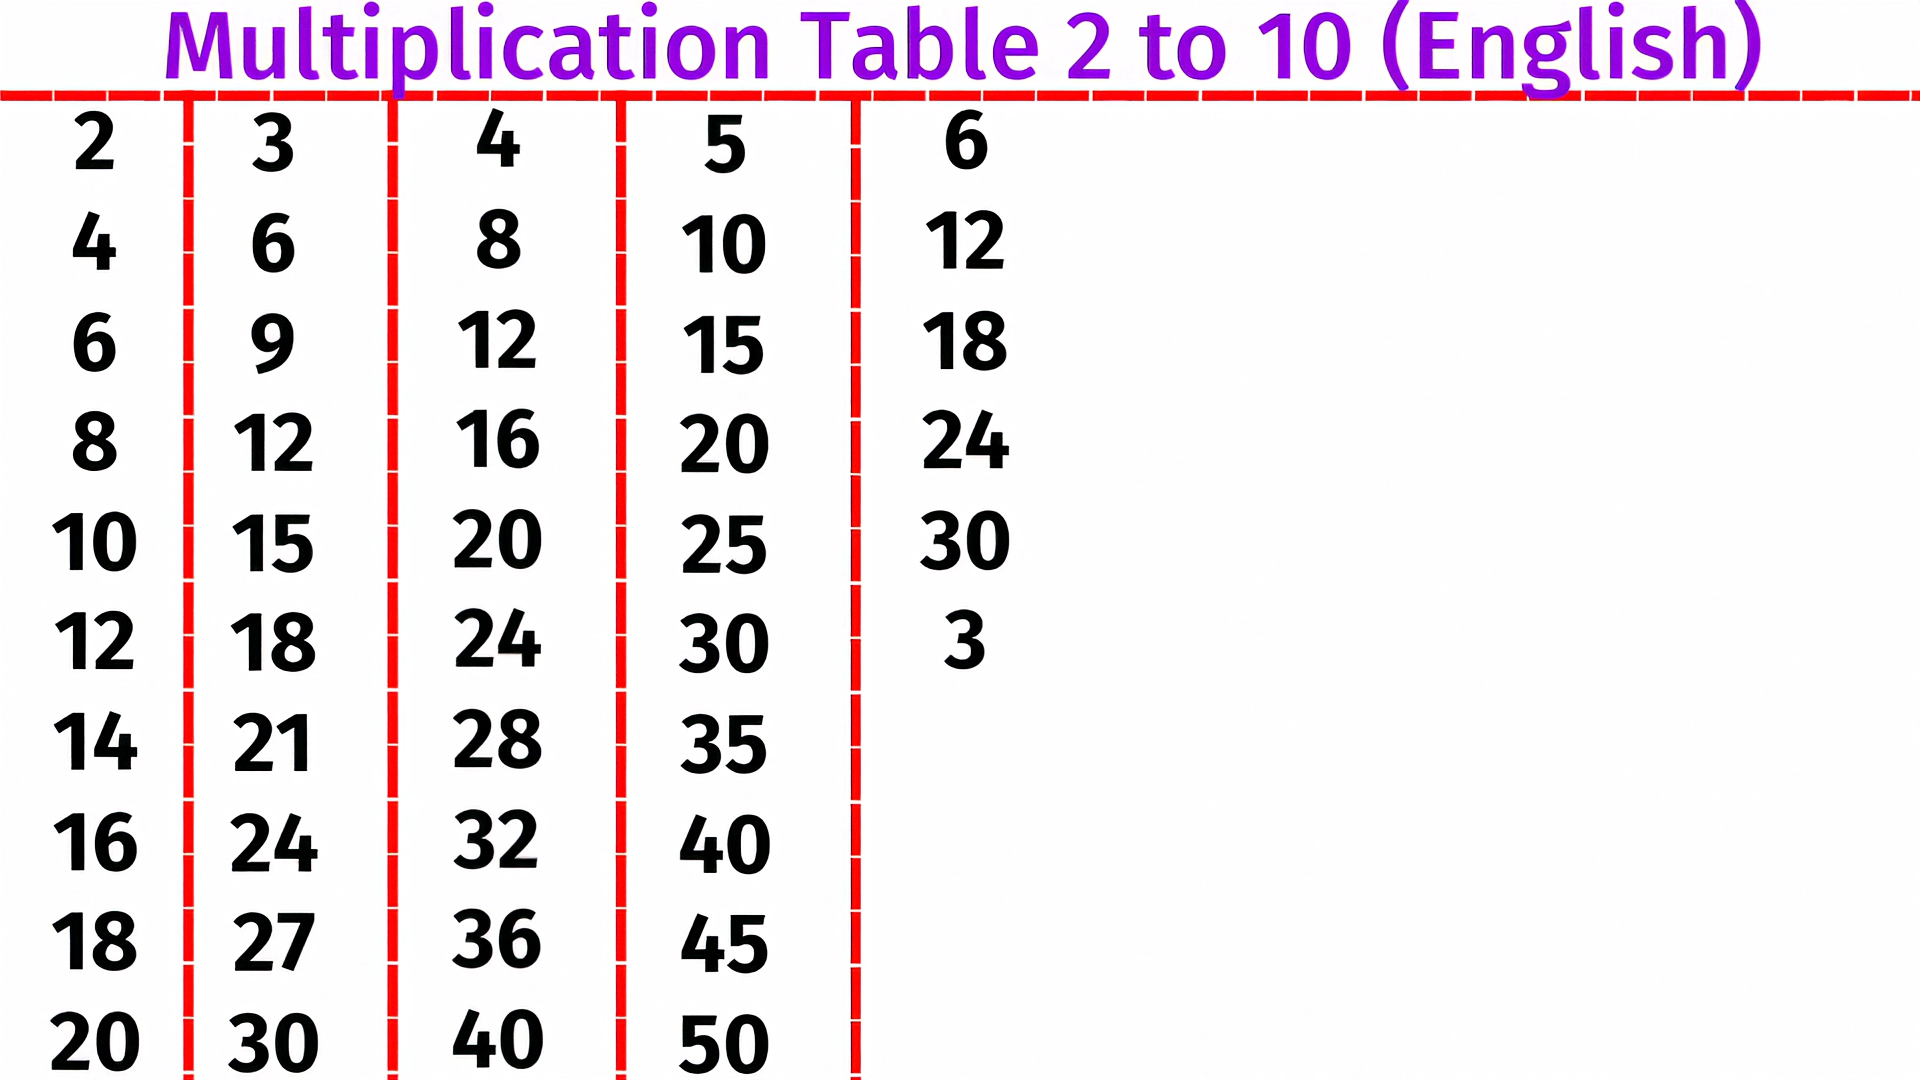 Multiplication Table 2 to 10 (English)
2 3 4 5 6
4 6 8 10 12
6 9 12 15 18
8 12 16 20 24
10 15 20 25 30
12 18 24 30 3
14 21 28 35
16 24 32 40
18 27 36 45
20 30 40 50